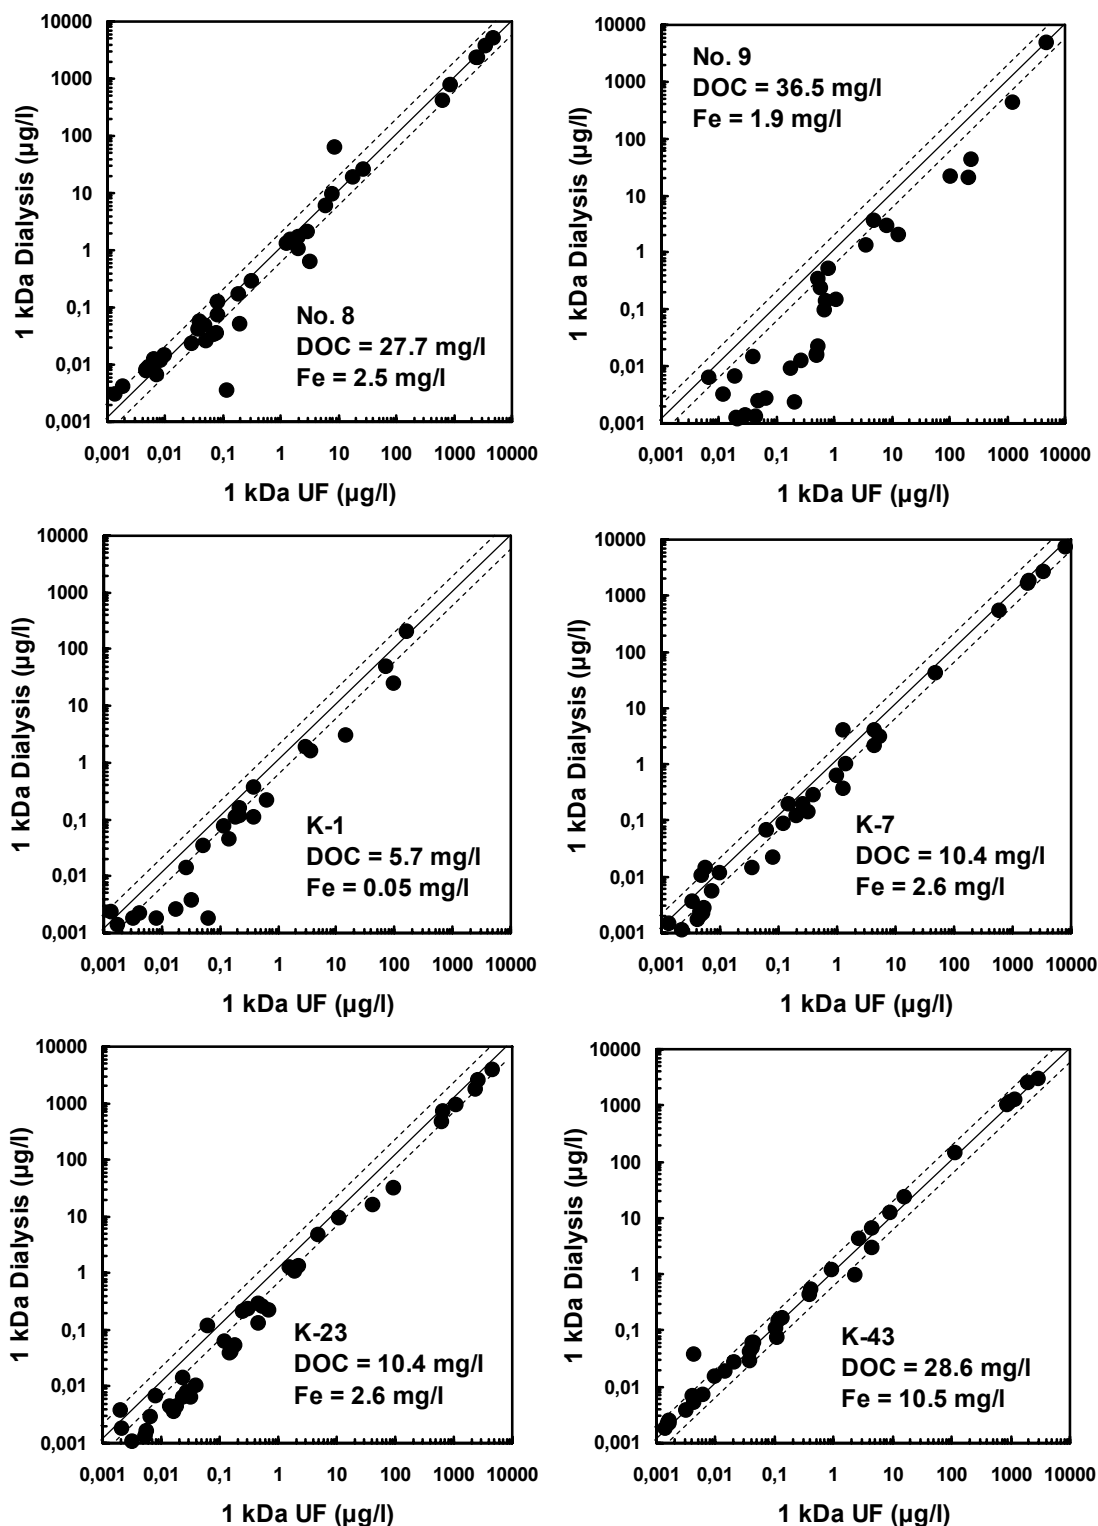 10000
1000
100
10
1
0,1
0,01
0,001
1 kDa Dialysis (µg/l)
No. 8
DOC = 27.7 mg/l
Fe = 2.5 mg/l
0,001 0,01 0,1 1 10 100 1000 10000
1 kDa UF (µg/l)
10000
1000
100
10
1
0,1
0,01
0,001
1 kDa Dialysis (µg/l)
No. 9
DOC = 36.5 mg/l
Fe = 1.9 mg/l
0,001 0,01 0,1 1 10 100 1000 10000
1 kDa UF (µg/l)
10000
1000
100
10
1
0,1
0,01
0,001
1 kDa Dialysis (µg/l)
K-1
DOC = 5.7 mg/l
Fe = 0.05 mg/l
0,001 0,01 0,1 1 10 100 1000 10000
1 kDa UF (µg/l)
10000
1000
100
10
1
0,1
0,01
0,001
1 kDa Dialysis (µg/l)
K-7
DOC = 10.4 mg/l
Fe = 2.6 mg/l
0,001 0,01 0,1 1 10 100 1000 10000
1 kDa UF (µg/l)
10000
1000
100
10
1
0,1
0,01
0,001
1 kDa Dialysis (µg/l)
K-23
DOC = 10.4 mg/l
Fe = 2.6 mg/l
0,001 0,01 0,1 1 10 100 1000 10000
1 kDa UF (µg/l)
10000
1000
100
10
1
0,1
0,01
0,001
1 kDa Dialysis (µg/l)
K-43
DOC = 28.6 mg/l
Fe = 10.5 mg/l
0,001 0,01 0,1 1 10 100 1000 10000
1 kDa UF (µg/l)